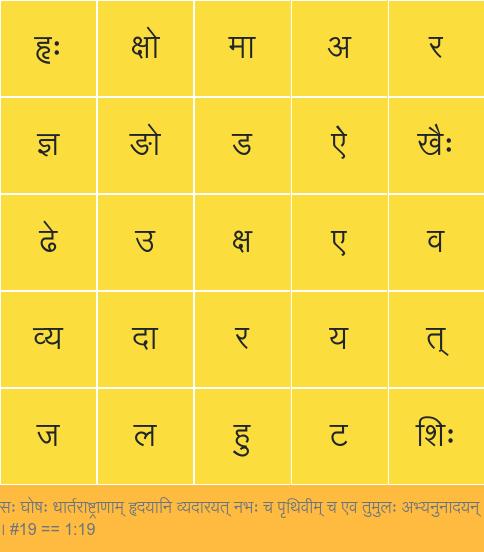 हृः क्षो मा अ र
ज्ञ ङो ड ऐ खैः
ढे उ क्ष ए व
व्य दा र य त्
ज ल हु ट शिः
सः घोषः धार्तराष्ट्राणाम् हृदयानि व्यदारयत् नभः च पृथिवीम् च एव तुमुलः अभ्यनुनादयन्
। #19 == 1:19